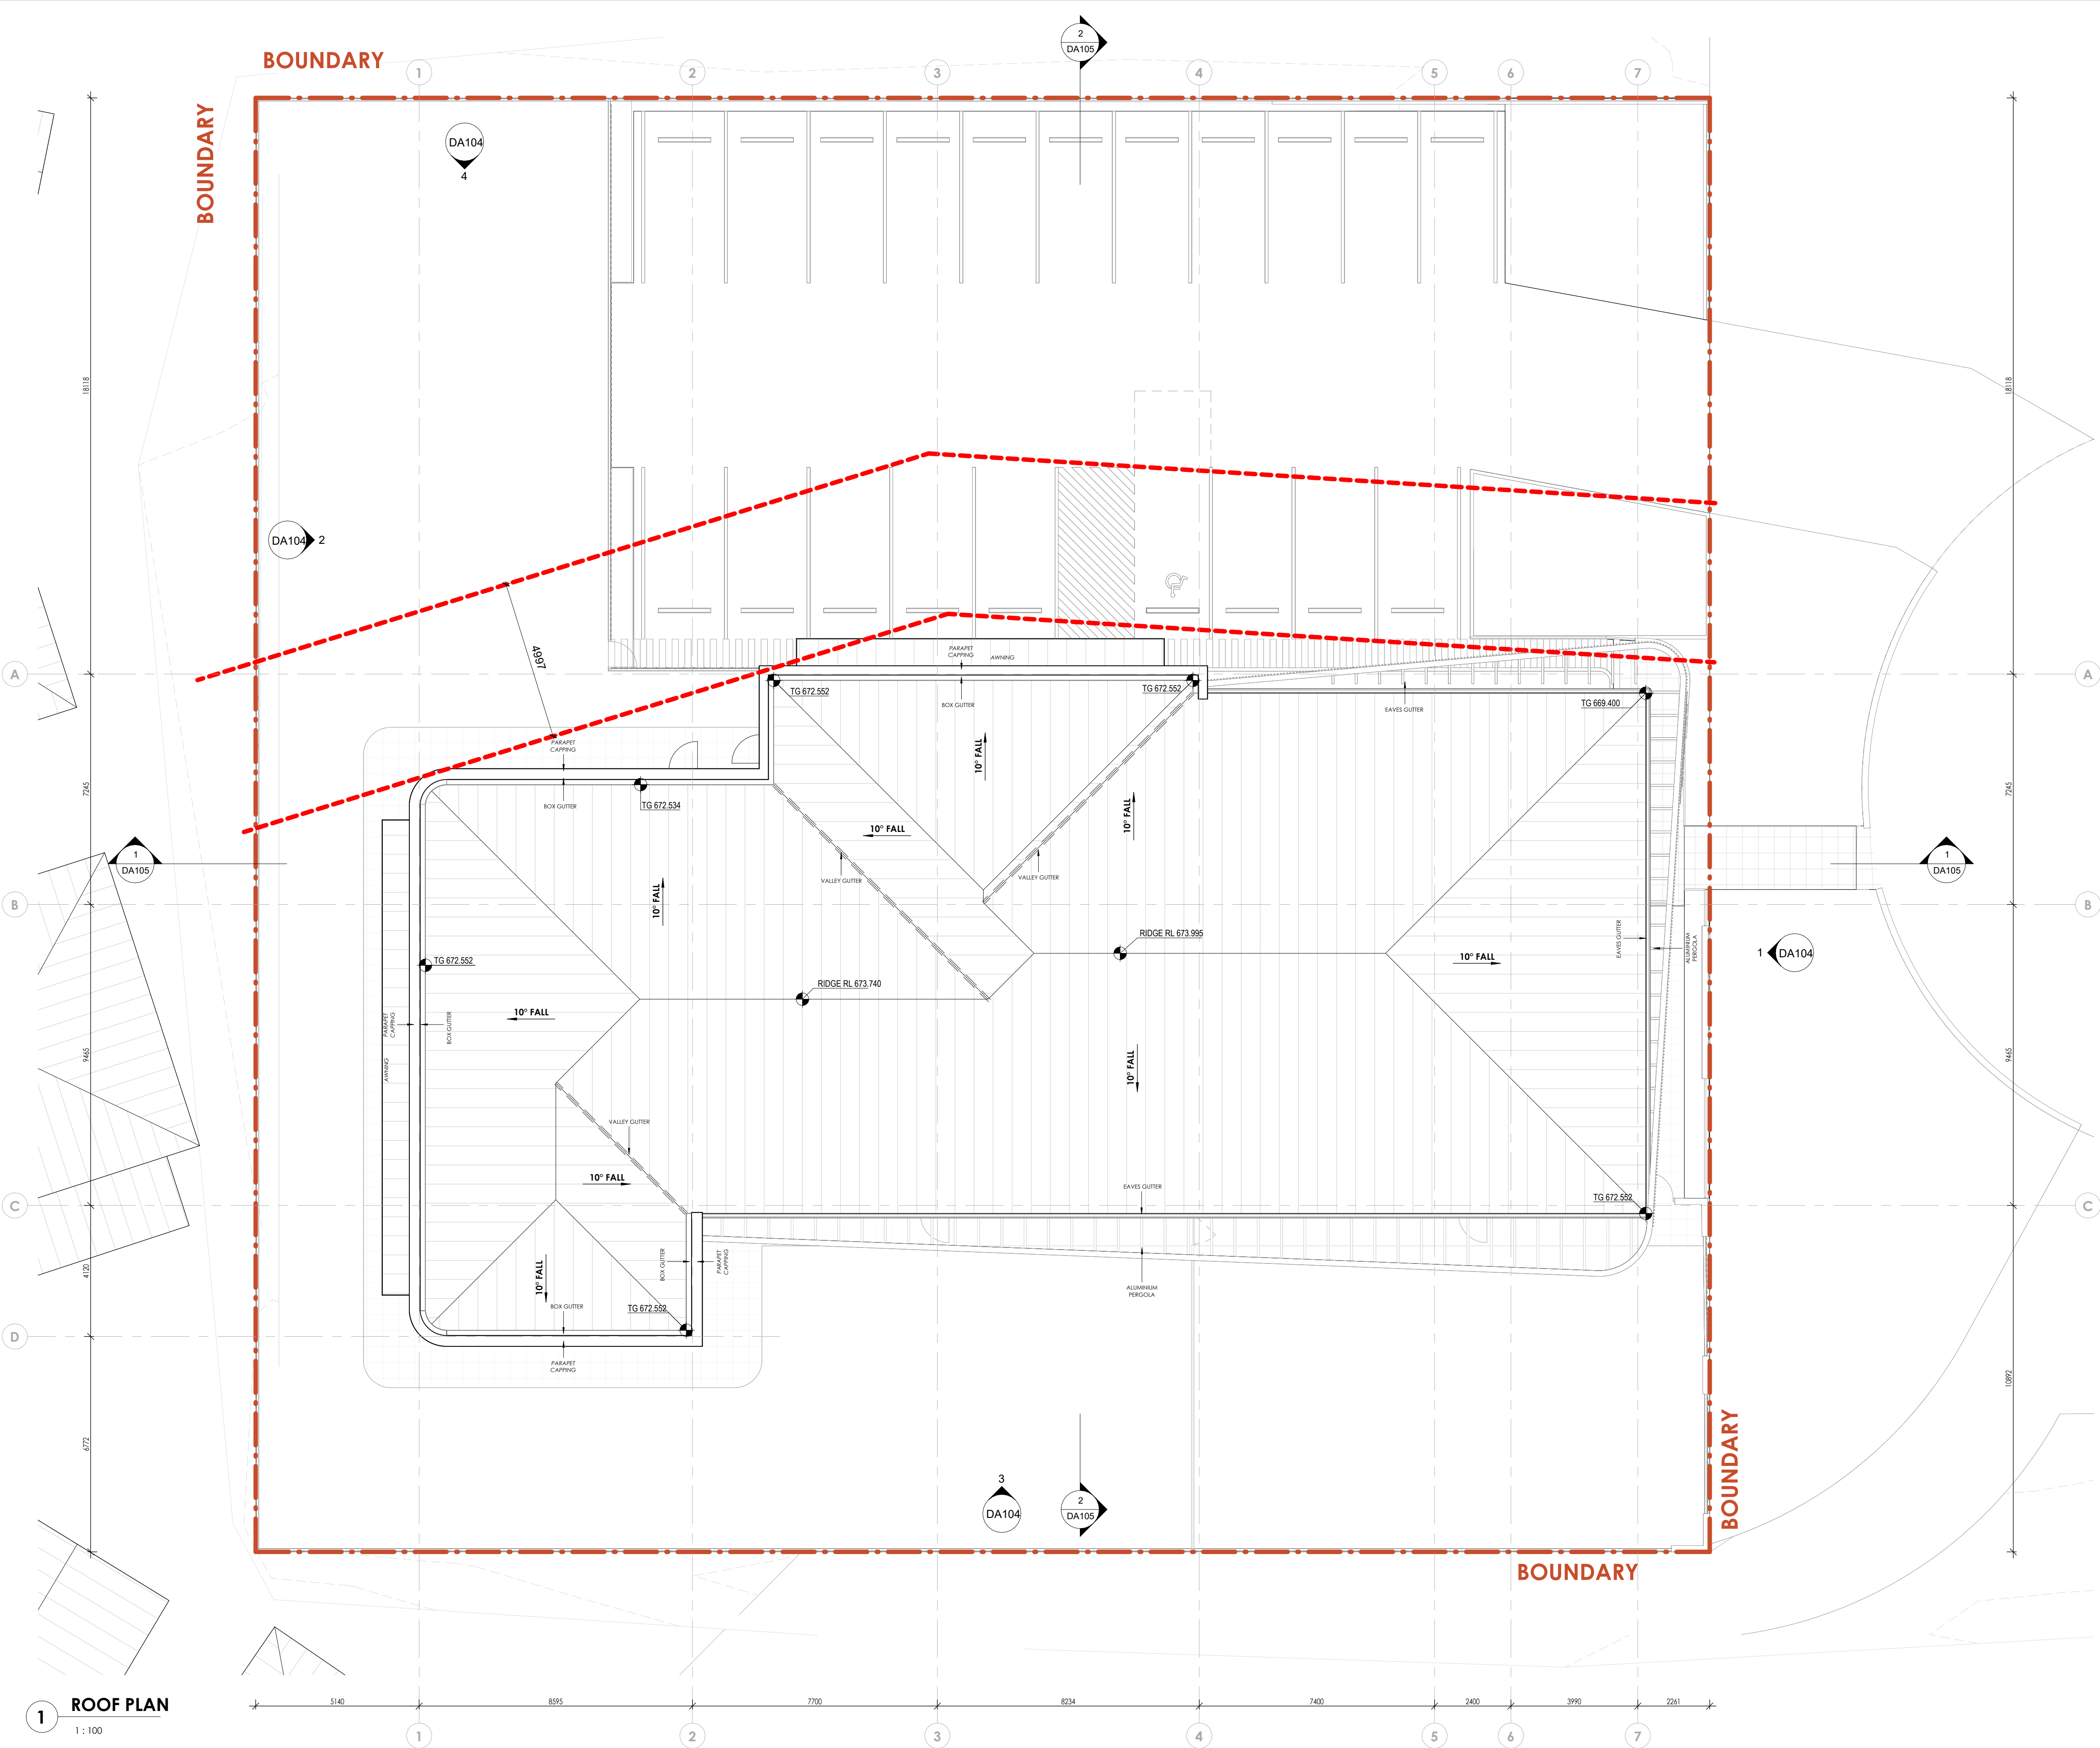 2
DA105
BOUNDARY
1
2
3
4
5
6
7
BOUNDARY
DA104
4
18118
18118
DA104
2
4997
A
A
PARAPET
CAPPING
AWNING
TG 672.552
TG 672.552
BOX GUTTER
TG 669.400
EAVES GUTTER
PARAPET
CAPPING
10° FALL
BOX GUTTER
TG 672.534
7245
7245
10° FALL
10° FALL
1
DA105
VALLEY GUTTER
VALLEY GUTTER
1
DA105
10° FALL
B
B
RIDGE RL 673.995
EAVES GUTTER
ALUMINIUM
PERGOLA
1
DA104
TG 672.552
10° FALL
RIDGE RL 673.740
10° FALL
PARAPET
CAPPING
BOX GUTTER
9465
9465
AWNING
10° FALL
VALLEY GUTTER
10° FALL
EAVES GUTTER
TG 672.552
C
C
BOX GUTTER
PARAPET
CAPPING
4120
10° FALL
ALUMINIUM
PERGOLA
BOX GUTTER
TG 672.552
D
PARAPET
CAPPING
10892
6772
BOUNDARY
3
DA104
2
DA105
BOUNDARY
1
ROOF PLAN
1 : 100
5140
8595
7700
8234
7400
2400
3990
2261
1
2
3
4
5
6
7